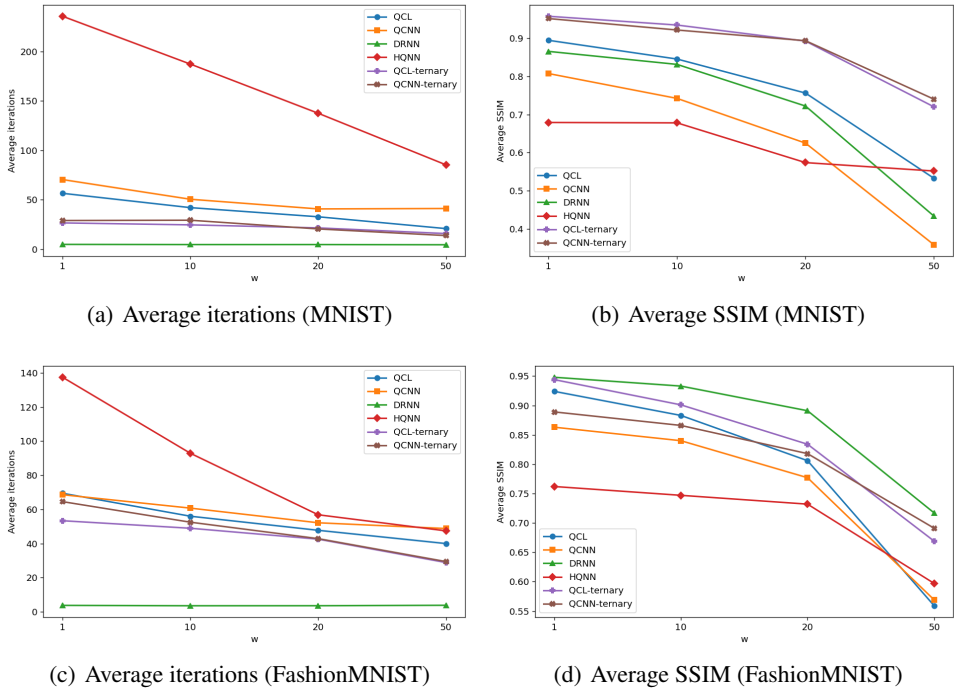 Average iterations
200
150
100
50
0
1
10
20
50
w
QCL
QCNN
DRNN
HQNN
QCL-ternary
QCNN-ternary
(a) Average iterations (MNIST)
Average SSIM
0.9
0.8
0.7
0.6
0.5
0.4
1
10
20
50
w
QCL
QCNN
DRNN
HQNN
QCL-ternary
QCNN-ternary
(b) Average SSIM (MNIST)
Average iterations
140
120
100
80
60
40
20
0
1
10
20
50
w
QCL
QCNN
DRNN
HQNN
QCL-ternary
QCNN-ternary
(c) Average iterations (FashionMNIST)
Average SSIM
0.95
0.90
0.85
0.80
0.75
0.70
0.65
0.60
0.55
1
10
20
50
w
QCL
QCNN
DRNN
HQNN
QCL-ternary
QCNN-ternary
(d) Average SSIM (FashionMNIST)